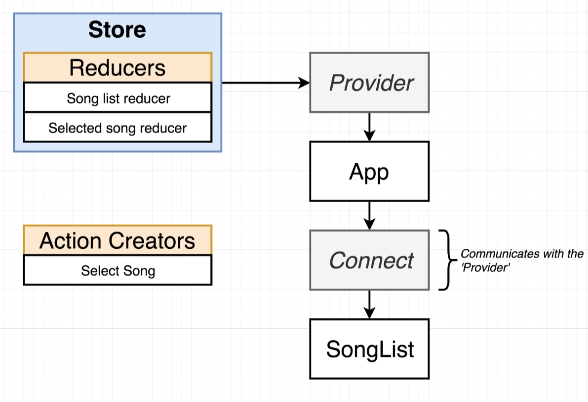 Store
Reducers
Song list reducer
Selected song reducer
Provider
App
Action Creators
Select Song
Connect
Communicates with the
'Provider'
SongList